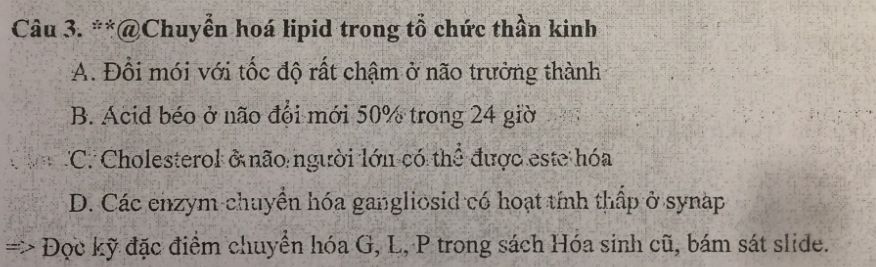 Câu 3. **@Chuyển hoá lipid trong tổ chức thần kinh
A. Đổi mói với tốc độ rất chậm ở não trưởng thành
B. Acid béo ở não đổi mới 50% trong 24 giờ
C. Cholesterol ở não người lớn có thể được este hóa
D. Các enzym chuyển hóa gangliosid có hoạt tính thấp ở synap
=> Đọc kỹ đặc điểm chuyển hóa G, L, P trong sách Hóa sinh cũ, bám sát slide.